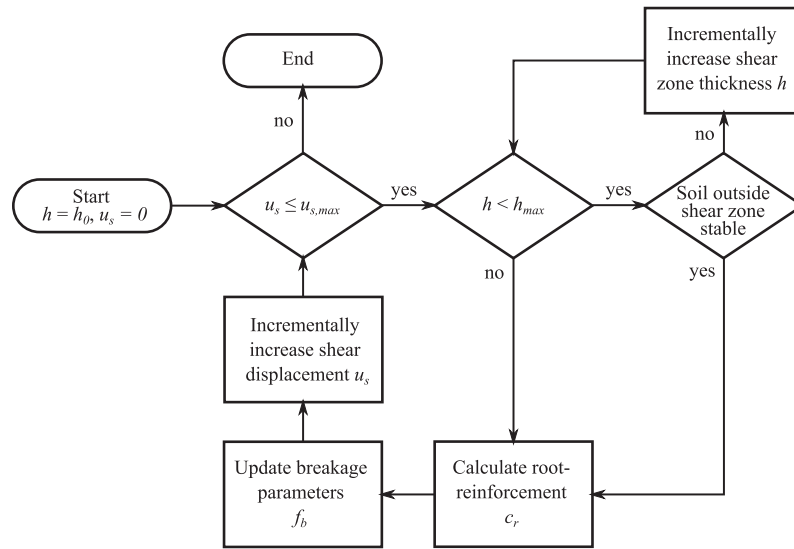 End
Incrementally
increase shear
zone thickness h
no
no
Start
h = h₀, uₛ = 0
uₛ ≤ uₛ,ₘₐₓ
yes
h < hₘₐₓ
yes
Soil outside
shear zone
stable
no
yes
Incrementally
increase shear
displacement uₛ
Update breakage
parameters
f_b
Calculate root-
reinforcement
cᵣ